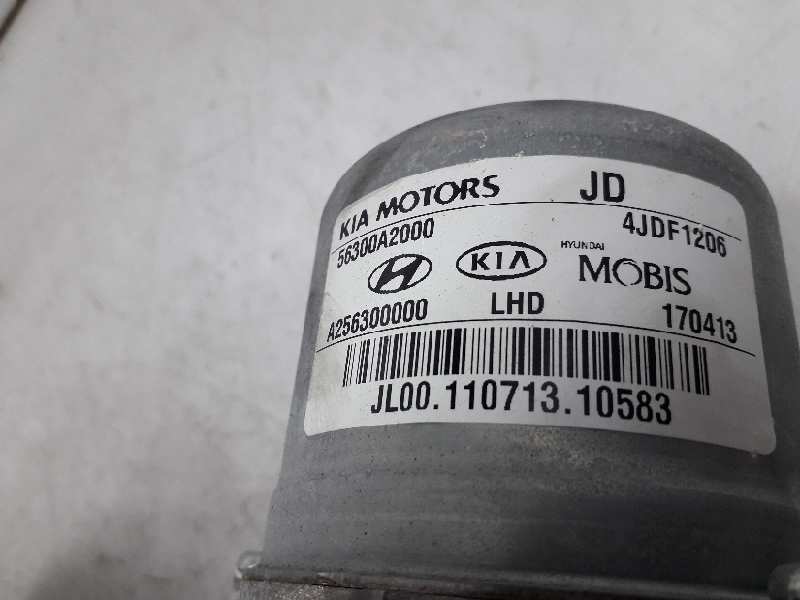 KIA MOTORS JD
56300A2000 4JDF1206
KIA HYUNDAI MOBIS
A256300000 LHD 170413
JL00.110713.10583